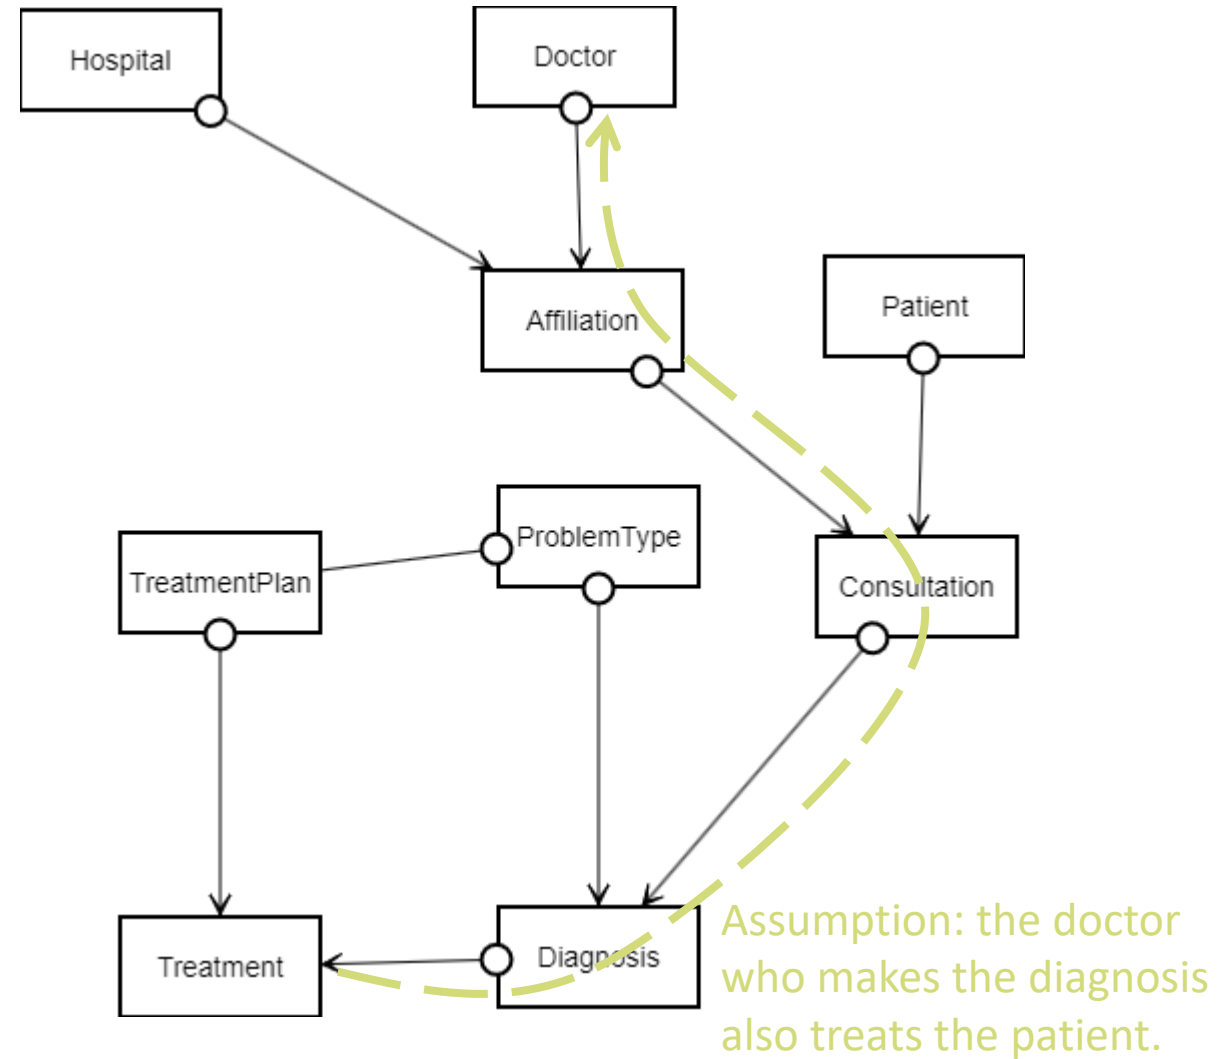 Hospital
Doctor
Affiliation
Patient
ProblemType
TreatmentPlan
Consultation
Treatment
Diagnosis
Assumption: the doctor
who makes the diagnosis
also treats the patient.